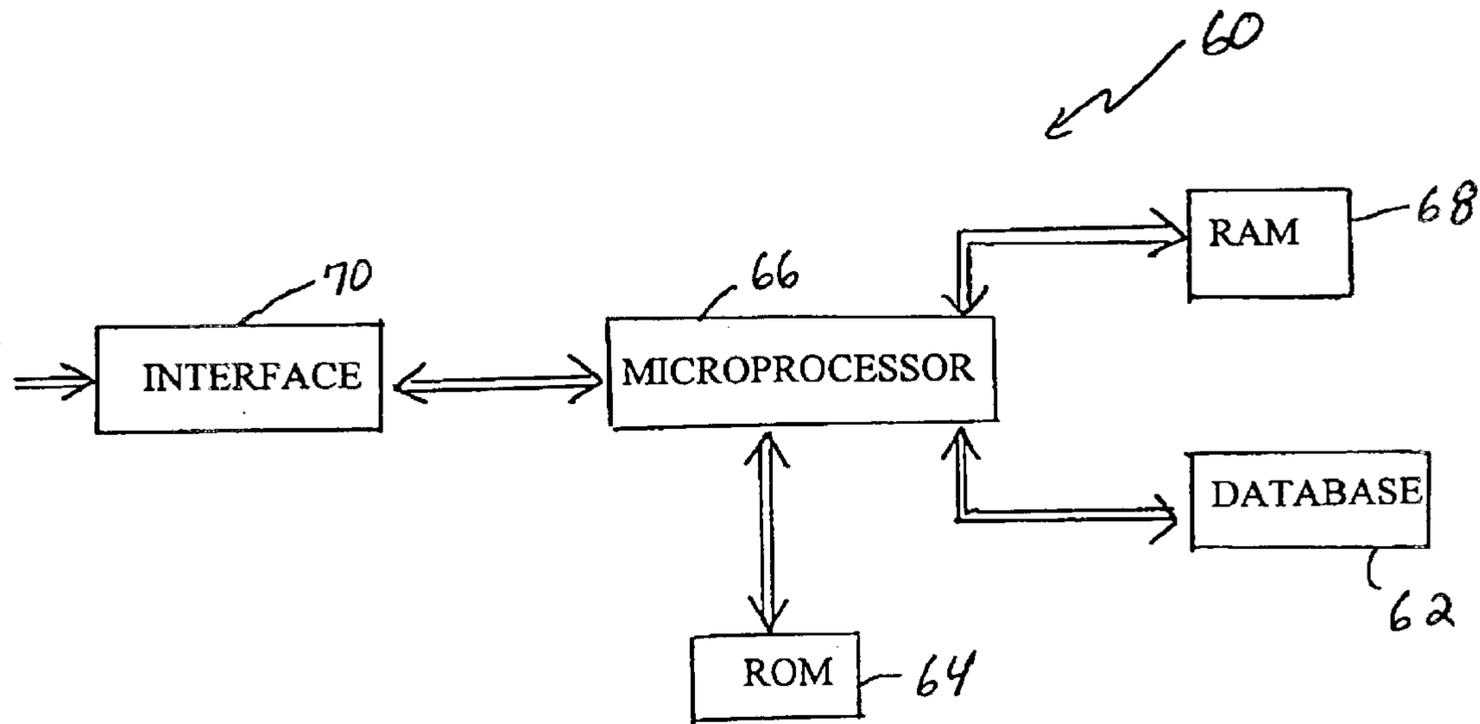 60
RAM
68
70
66
INTERFACE
MICROPROCESSOR
DATABASE
62
ROM
64